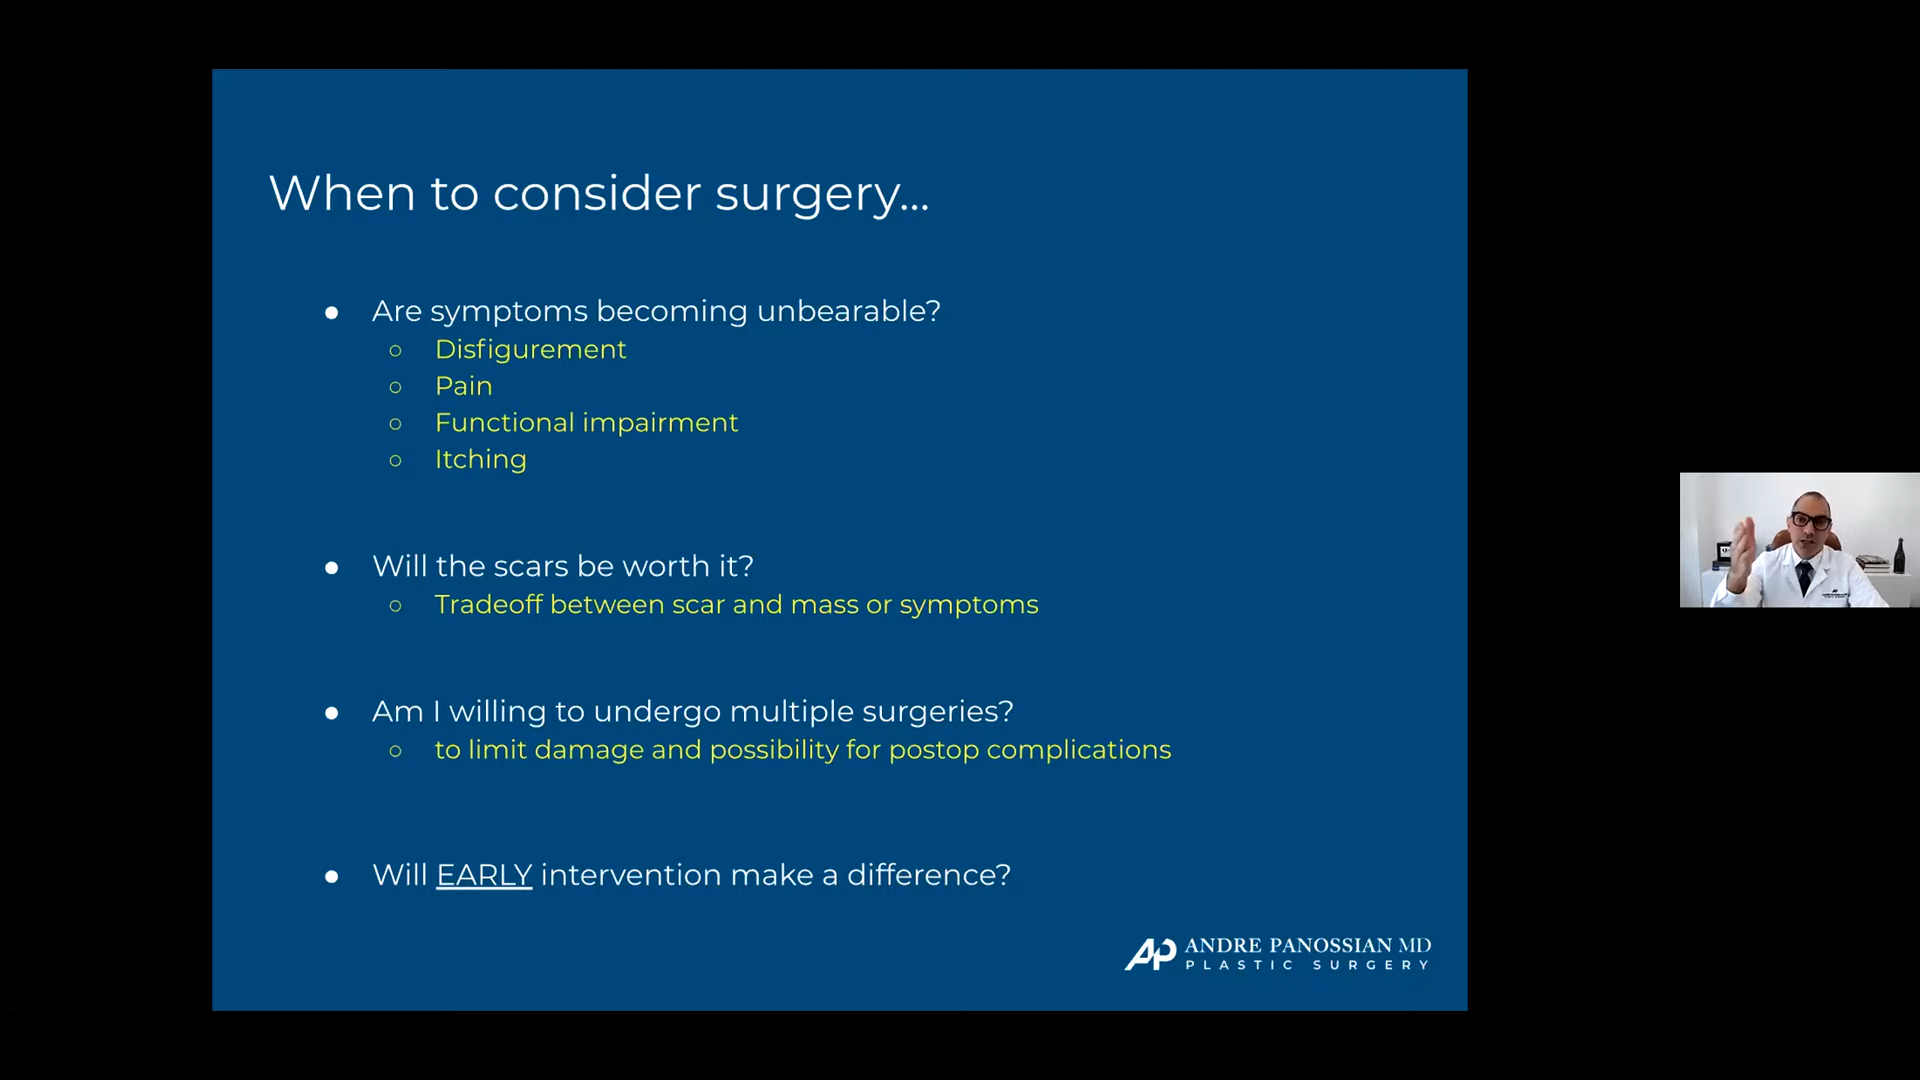 When to consider surgery...
● Are symptoms becoming unbearable?
○ Disfigurement
○ Pain
○ Functional impairment
○ Itching
● Will the scars be worth it?
○ Tradeoff between scar and mass or symptoms
● Am I willing to undergo multiple surgeries?
○ to limit damage and possibility for postop complications
● Will EARLY intervention make a difference?
AP ANDRE PANOSSIAN MD
PLASTIC SURGERY